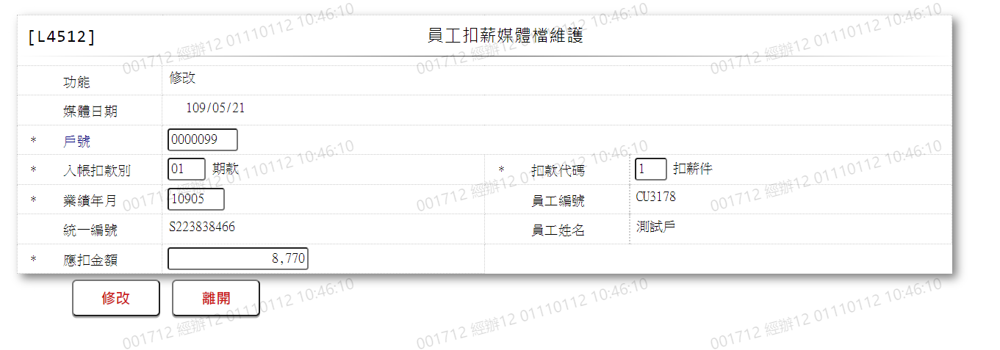 [L4512] 員工扣薪媒體檔維護
功能 修改
媒體日期 109/05/21
* 戶號 0000099
* 入帳扣款別 01 期款 * 扣款代碼 1 扣薪件
* 業績年月 10905 員工編號 CU3178
統一編號 S223838466 員工姓名 測試戶
* 應扣金額 8,770
修改 離開
001712 經辦12 01110112 10:46:10
001712 經辦12 01110112 10:46:10
001712 經辦12 01110112 10:46:10
001712 經辦12 01110112 10:46:10
001712 經辦12 01110112 10:46:10
001712 經辦12 01110112 10:46:10
001712 經辦12 01110112 10:46:10
001712 經辦12 01110112 10:46:10
001712 經辦12 01110112 10:46:10